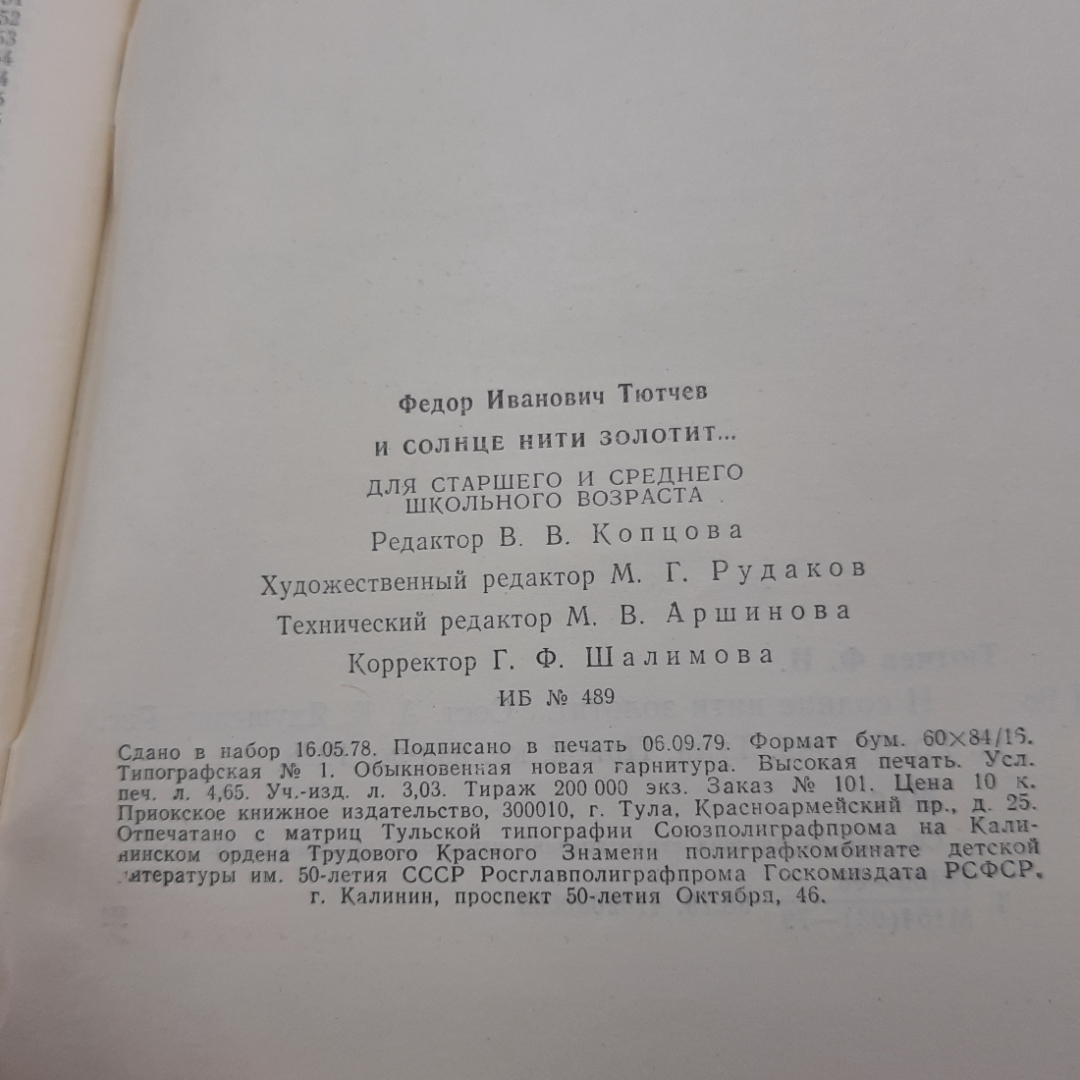 52
53
Федор Иванович Тютчев
И СОЛНЦЕ НИТИ ЗОЛОТИТ...
ДЛЯ СТАРШЕГО И СРЕДНЕГО
ШКОЛЬНОГО ВОЗРАСТА
Редактор В. В. Копцова
Художественный редактор М. Г. Рудаков
Технический редактор М. В. Аршинова
Корректор Г. Ф. Шалимова
ИБ № 489
Сдано в набор 16.05.78. Подписано в печать 06.09.79. Формат бум. 60×84/16.
Типографская № 1. Обыкновенная новая гарнитура. Высокая печать. Усл.
печ. л. 4,65. Уч.-изд. л. 3,03. Тираж 200 000 экз. Заказ № 101. Цена 10 к.
Приокское книжное издательство, 300010, г. Тула, Красноармейский пр., д. 25.
Отпечатано с матриц Тульской типографии Союзполиграфпрома на Кали-
нинском ордена Трудового Красного Знамени полиграфкомбинате детской
литературы им. 50-летия СССР Росглавполиграфпрома Госкомиздата РСФСР,
г. Калинин, проспект 50-летия Октября, 46.